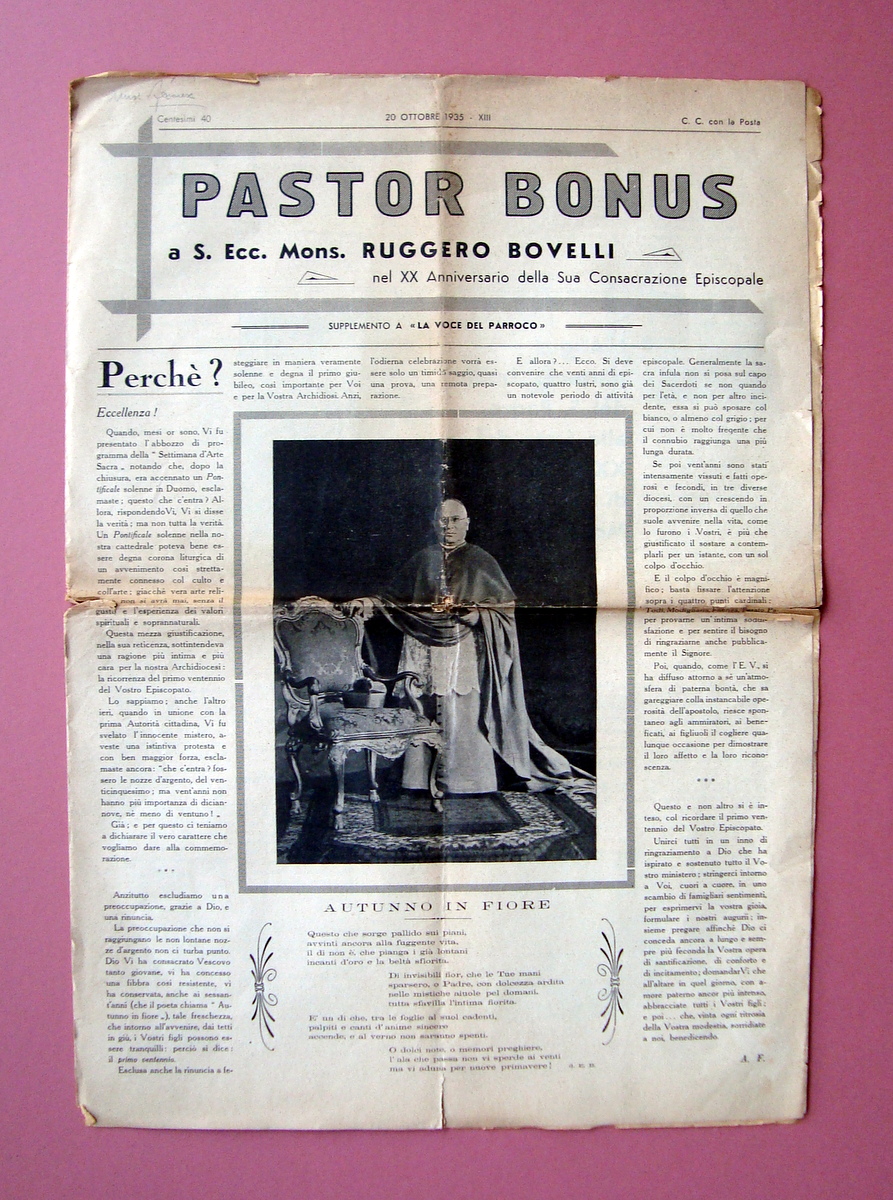 Centesimi 40
20 OTTOBRE 1935 - XIII
C. C. con la Posta
PASTOR BONUS
a S. Ecc. Mons. RUGGERO BOVELLI
nel XX Anniversario della Sua Consacrazione Episcopale
SUPPLEMENTO A « LA VOCE DEL PARROCO »
Perchè ?
Eccellenza !
Quando, mesi or sono, Vi fu
presentato l'abbozzo di pro-
gramma della " Settimana d'Arte
Sacra „ notando che, dopo la
chiusura, era accennato un Pon-
tificale solenne in Duomo, escla-
maste ; questo che c'entra ? Al-
lora, rispondendoVi, Vi si disse
la verità ; ma non tutta la verità.
Un Pontificale solenne nella no-
stra cattedrale poteva bene es-
sere degna corona liturgica di
un avvenimento così stretta-
mente connesso col culto e
coll'arte; giacchè vera arte reli-
non si avrà mai, senza il
gusto e l'esperienza dei valori
spirituali e soprannaturali.
Questa mezza giustificazione,
nella sua reticenza, sottintendeva
una ragione più intima e più
cara per la nostra Archidiocesi :
la ricorrenza del primo ventennio
del Vostro Episcopato.
Lo sappiamo ; anche l'altro
ieri, quando in unione con la
prima Autorità cittadina, Vi fu
svelato l'innocente mistero, a-
veste una istintiva protesta e
con ben maggior forza, escla-
maste ancora: "che c'entra ? fos-
sero le nozze d'argento, del ven-
ticinquesimo ; ma vent'anni non
hanno più importanza di dician-
nove, nè meno di ventuno ! „
Già ; e per questo ci teniamo
a dichiarare il vero carattere che
vogliamo dare alla commemo-
razione.
* * *
Anzitutto escludiamo una
preoccupazione, grazie a Dio, e
una rinuncia.
La preoccupazione che non si
raggiungano le non lontane noz-
ze d'argento non ci turba punto.
Dio Vi ha consacrato Vescovo
tanto giovane, vi ha concesso
una fibbra così resistente, vi
ha conservata, anche ai sessan-
t'anni (che il poeta chiama " Au-
tunno in fiore „), tale freschezza,
che intorno all'avvenire, dai tetti
in giù, i Vostri figli possono es-
sere tranquilli: perciò si dice :
il primo ventennio.
Esclusa anche la rinuncia a fe-
steggiare in maniera veramente
solenne e degna il primo giu-
bileo, così importante per Voi
e per la Vostra Archidiosi. Anzi,
l'odierna celebrazione vorrà es-
sere solo un timido saggio, quasi
una prova, una remota prepa-
razione.
E allora ?... Ecco. Si deve
convenire che venti anni di epi-
scopato, quattro lustri, sono già
un notevole periodo di attività
episcopale. Generalmente la sa-
cra infula non si posa sul capo
dei Sacerdoti se non quando
per l'età, e non per altro inci-
dente, essa si può sposare col
bianco, o almeno col grigio ; per
cui non è molto freqente che
il connubio raggiunga una più
lunga durata.
Se poi vent'anni sono stati
intensamente vissuti e fatti ope-
rosi e fecondi, in tre diverse
diocesi, con un crescendo in
proporzione inversa di quello che
suole avvenire nella vita, come
lo furono i Vostri, è più che
giustificato il sostare a contem-
plarli per un istante, con un sol
colpo d'occhio.
E il colpo d'occhio è magni-
fico ; basta fissare l'attenzione
sopra i quattro punti cardinali :
per provarne un'intima soddi-
sfazione e per sentire il bisogno
di ringraziarne anche pubblica-
mente il Signore.
Poi, quando, come l'E. V., si
ha diffuso attorno a sè un'atmo-
sfera di paterna bontà, che sa
gareggiare colla instancabile ope-
rosità dell'apostolo, riesce spon-
taneo agli ammiratori, ai bene-
ficati, ai figliuoli il cogliere qua-
lunque occasione per dimostrare
il loro affetto e la loro ricono-
scenza.
* * *
Questo e non altro si è in-
teso, col ricordare il primo ven-
tennio del Vostro Episcopato.
Unirci tutti in un inno di
ringraziamento a Dio che ha
ispirato e sostenuto tutto il Vo-
stro ministero ; stringerci intorno
a Voi, cuori a cuore, in uno
scambio di famigliari sentimenti,
per esprimervi la vostra gioia,
formulare i nostri augurii ; in-
sieme pregare affinchè Dio ci
conceda ancora a lungo e sem-
pre più feconda la Vostra opera
di santificazione, di conforto e
di incitamento ; domandarVi che
all'altare in quel giorno, con a-
more paterno ancor più intenso,
abbracciate tutti i Vostri figli ;
e poi . . . che, vinta ogni ritrosia
della Vostra modestia, sorridiate
a noi, benedicendo.
A. F.
AUTUNNO IN FIORE
Questo che sorge pallido sui piani,
avvinti ancora alla fuggente vita,
il dì non è, che pianga i già lontani
incanti d'oro e la beltà sfiorita.
Di invisibili fior, che le Tue mani
sparsero, o Padre, con dolcezza ardita
nelle mistiche aiuole pel domani,
tutta sfavilla l'intima fiorita.
E' un dì che, tra le foglie al suol cadenti,
palpiti e canti d'anime sincere
accende, e al verno non saranno spenti.
O dolci note, o memori preghiere,
l'ala che passa non vi sperde ai venti
ma vi aduna per nuove primavere !